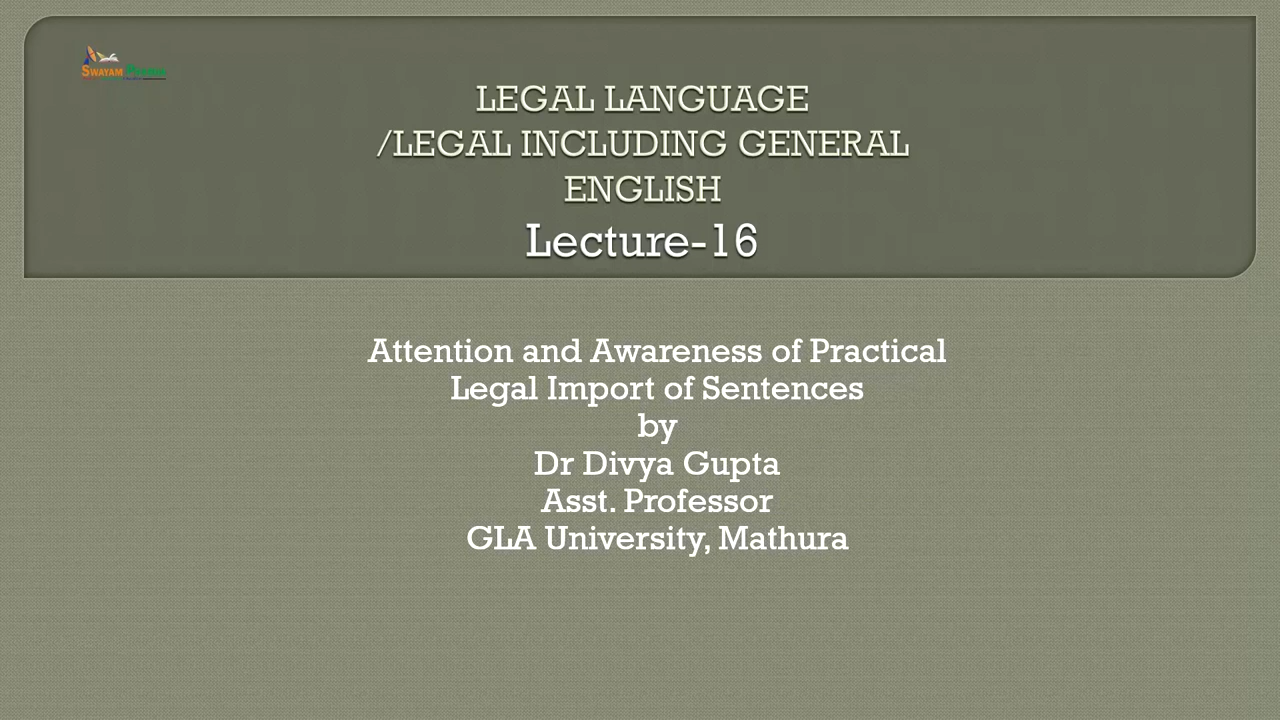 SWAYAM PRABHA
LEGAL LANGUAGE
/LEGAL INCLUDING GENERAL
ENGLISH
Lecture-16
Attention and Awareness of Practical
Legal Import of Sentences
by
Dr Divya Gupta
Asst. Professor
GLA University, Mathura